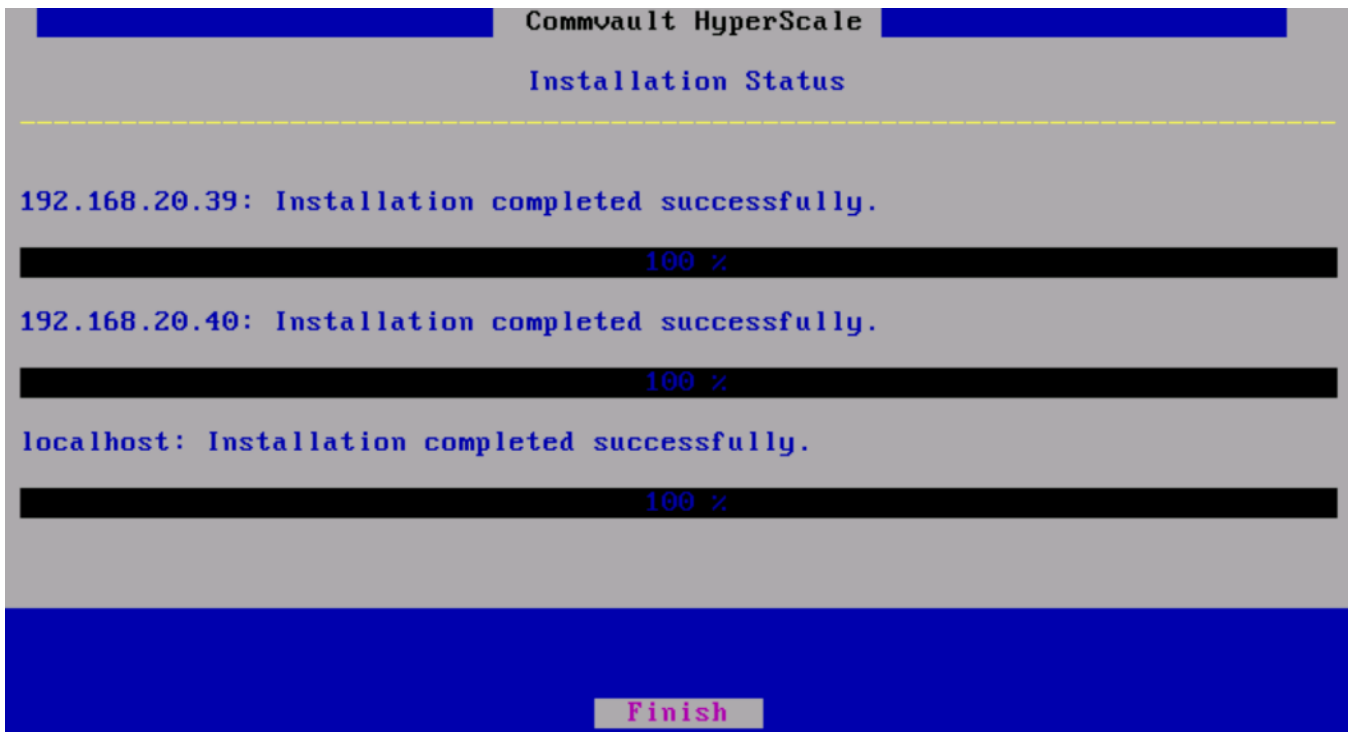 Commvault HyperScale
Installation Status
192.168.20.39: Installation completed successfully.
100 %
192.168.20.40: Installation completed successfully.
100 %
localhost: Installation completed successfully.
100 %
Finish